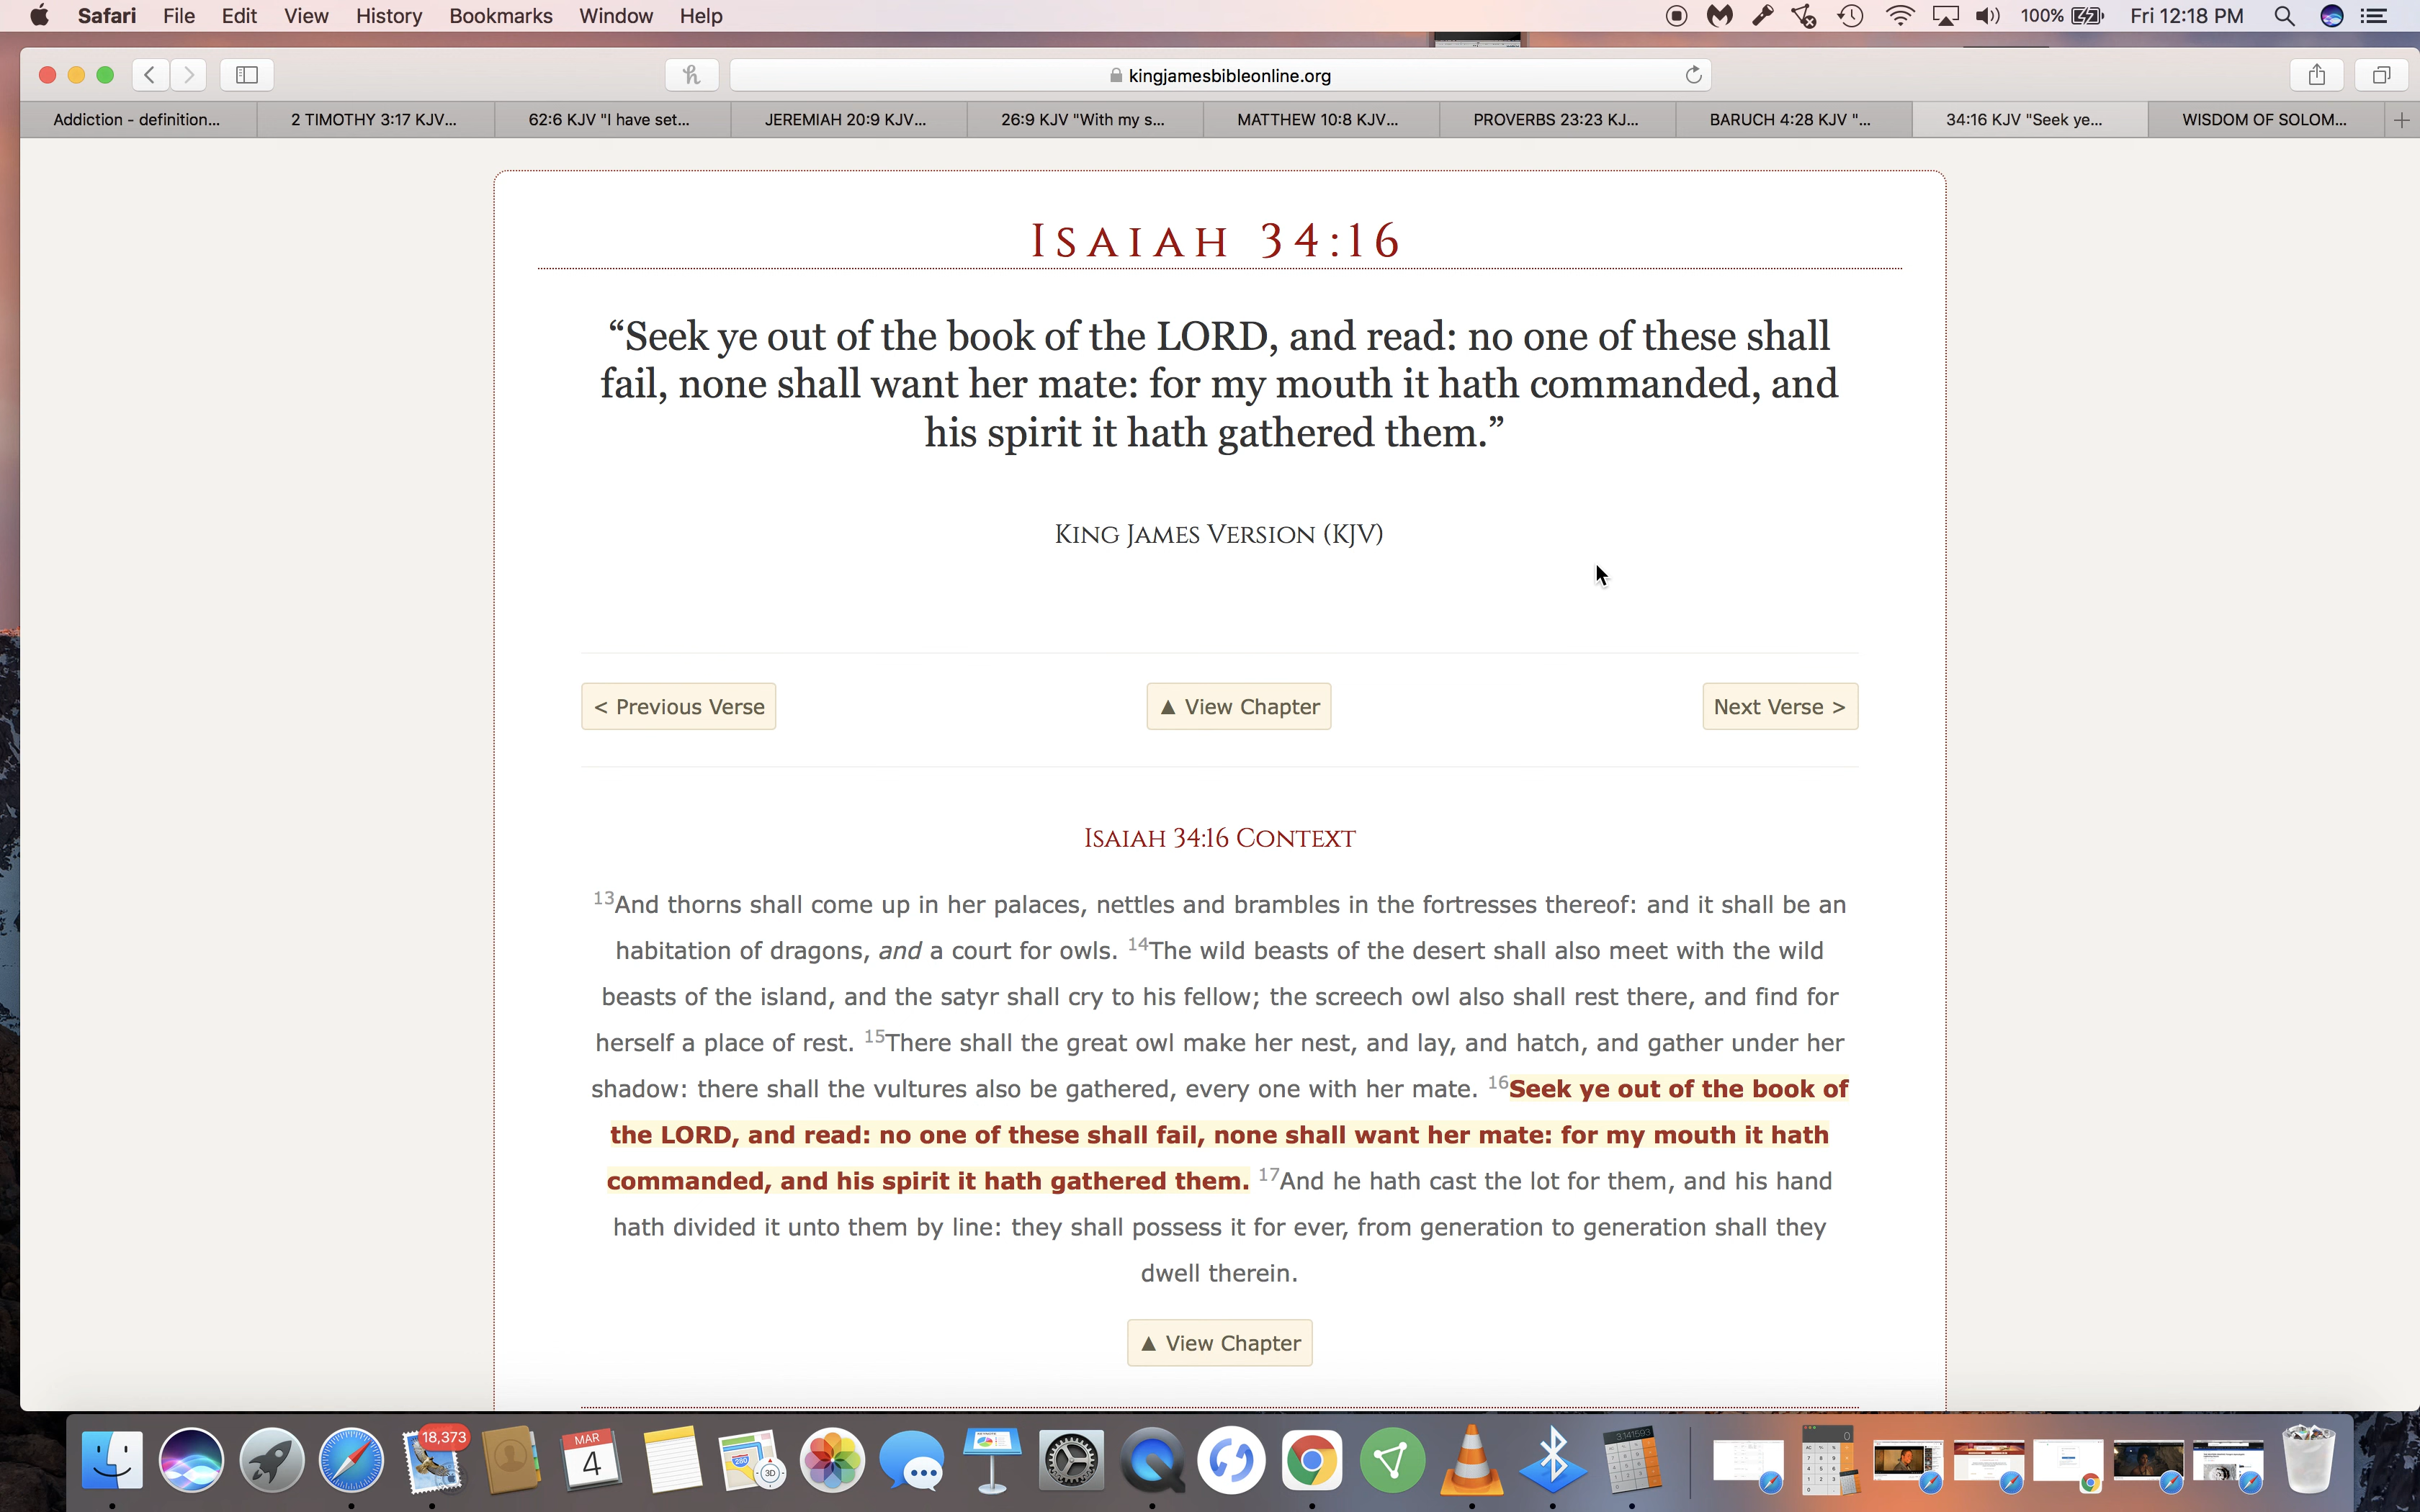 Safari File Edit View History Bookmarks Window Help 100% Fri 12:18 PM
kingjamesbibleonline.org
Addiction - definition... 2 TIMOTHY 3:17 KJV... 62:6 KJV "I have set... JEREMIAH 20:9 KJV... 26:9 KJV "With my s... MATTHEW 10:8 KJV... PROVERBS 23:23 KJ... BARUCH 4:28 KJV "... 34:16 KJV "Seek ye... WISDOM OF SOLOM...
ISAIAH 34:16
“Seek ye out of the book of the LORD, and read: no one of these shall
fail, none shall want her mate: for my mouth it hath commanded, and
his spirit it hath gathered them.”
KING JAMES VERSION (KJV)
< Previous Verse ▲ View Chapter Next Verse >
ISAIAH 34:16 CONTEXT
13And thorns shall come up in her palaces, nettles and brambles in the fortresses thereof: and it shall be an
habitation of dragons, and a court for owls. 14The wild beasts of the desert shall also meet with the wild
beasts of the island, and the satyr shall cry to his fellow; the screech owl also shall rest there, and find for
herself a place of rest. 15There shall the great owl make her nest, and lay, and hatch, and gather under her
shadow: there shall the vultures also be gathered, every one with her mate. 16Seek ye out of the book of
the LORD, and read: no one of these shall fail, none shall want her mate: for my mouth it hath
commanded, and his spirit it hath gathered them. 17And he hath cast the lot for them, and his hand
hath divided it unto them by line: they shall possess it for ever, from generation to generation shall they
dwell therein.
▲ View Chapter
18,373
MAR
4
280
3D
3.141593